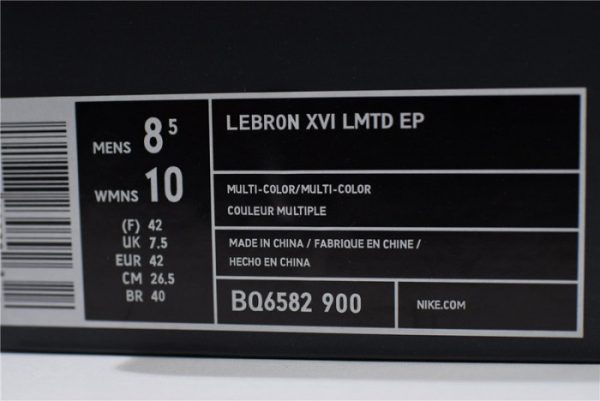 MENS 8 5
WMNS 10
(F) 42
UK 7.5
EUR 42
CM 26.5
BR 40
LEBRON XVI LMTD EP
MULTI-COLOR/MULTI-COLOR
COULEUR MULTIPLE
MADE IN CHINA / FABRIQUE EN CHINE /
HECHO EN CHINA
BQ6582 900
NIKE.COM